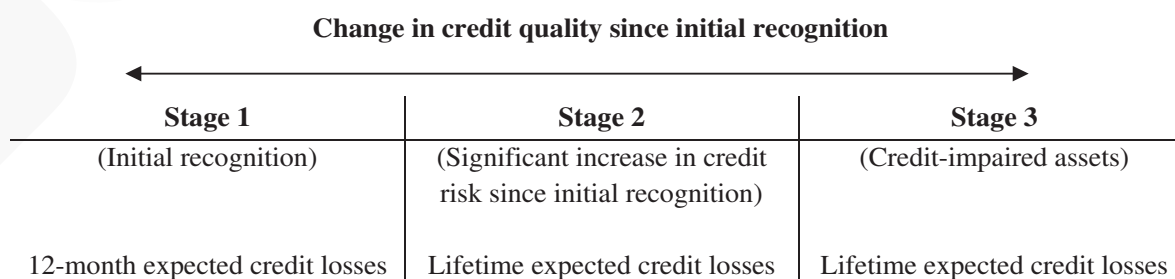 Change in credit quality since initial recognition
Stage 1 Stage 2 Stage 3
(Initial recognition) (Significant increase in credit (Credit-impaired assets)
risk since initial recognition)
12-month expected credit losses Lifetime expected credit losses Lifetime expected credit losses